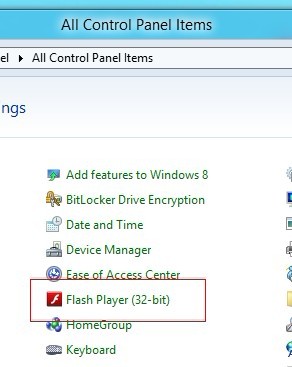 All Control Panel Items
el ▸ All Control Panel Items
ngs
Add features to Windows 8
BitLocker Drive Encryption
Date and Time
Device Manager
Ease of Access Center
Flash Player (32-bit)
HomeGroup
Keyboard